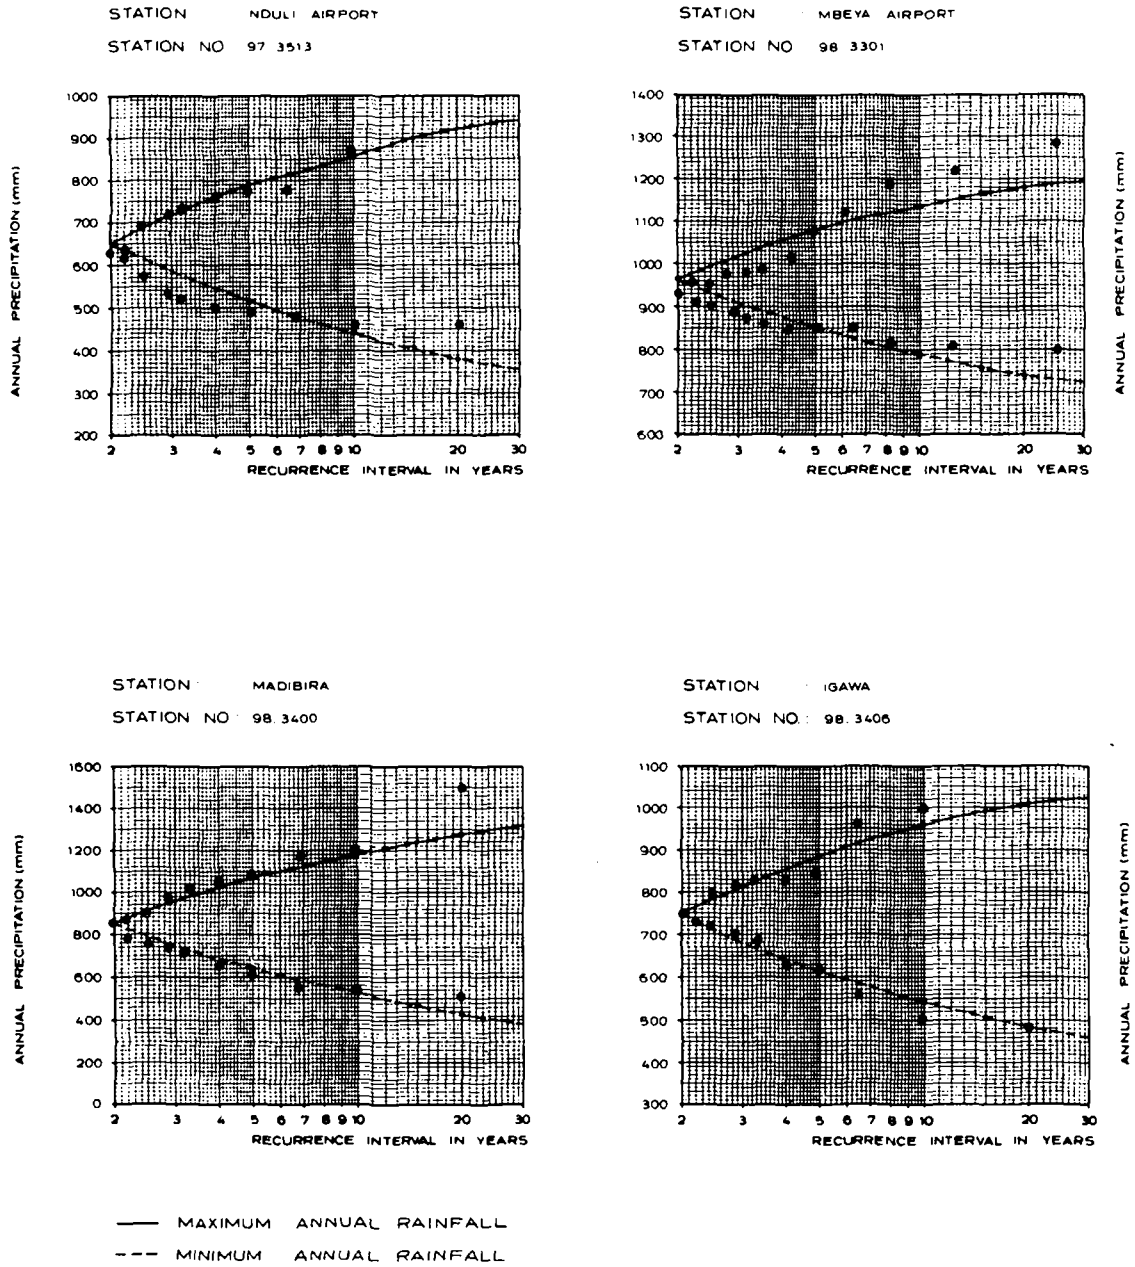 STATION NDULI AIRPORT
STATION NO 97 3513
ANNUAL PRECIPITATION (mm)
1000
900
800
700
600
500
400
300
200
2 3 4 5 6 7 8 9 10 20 30
RECURRENCE INTERVAL IN YEARS
STATION MBEYA AIRPORT
STATION NO 98 3301
1400
1300
1200
1100
1000
900
800
700
600
2 3 4 5 6 7 8 9 10 20 30
RECURRENCE INTERVAL IN YEARS
ANNUAL PRECIPITATION (mm)
STATION MADIBIRA
STATION NO 98.3400
ANNUAL PRECIPITATION (mm)
1600
1400
1200
1000
800
600
400
200
0
2 3 4 5 6 7 8 9 10 20 30
RECURRENCE INTERVAL IN YEARS
STATION IGAWA
STATION NO.: 98.3406
1100
1000
900
800
700
600
500
400
300
2 3 4 5 6 7 8 9 10 20 30
RECURRENCE INTERVAL IN YEARS
ANNUAL PRECIPITATION (mm)
MAXIMUM ANNUAL RAINFALL
MINIMUM ANNUAL RAINFALL